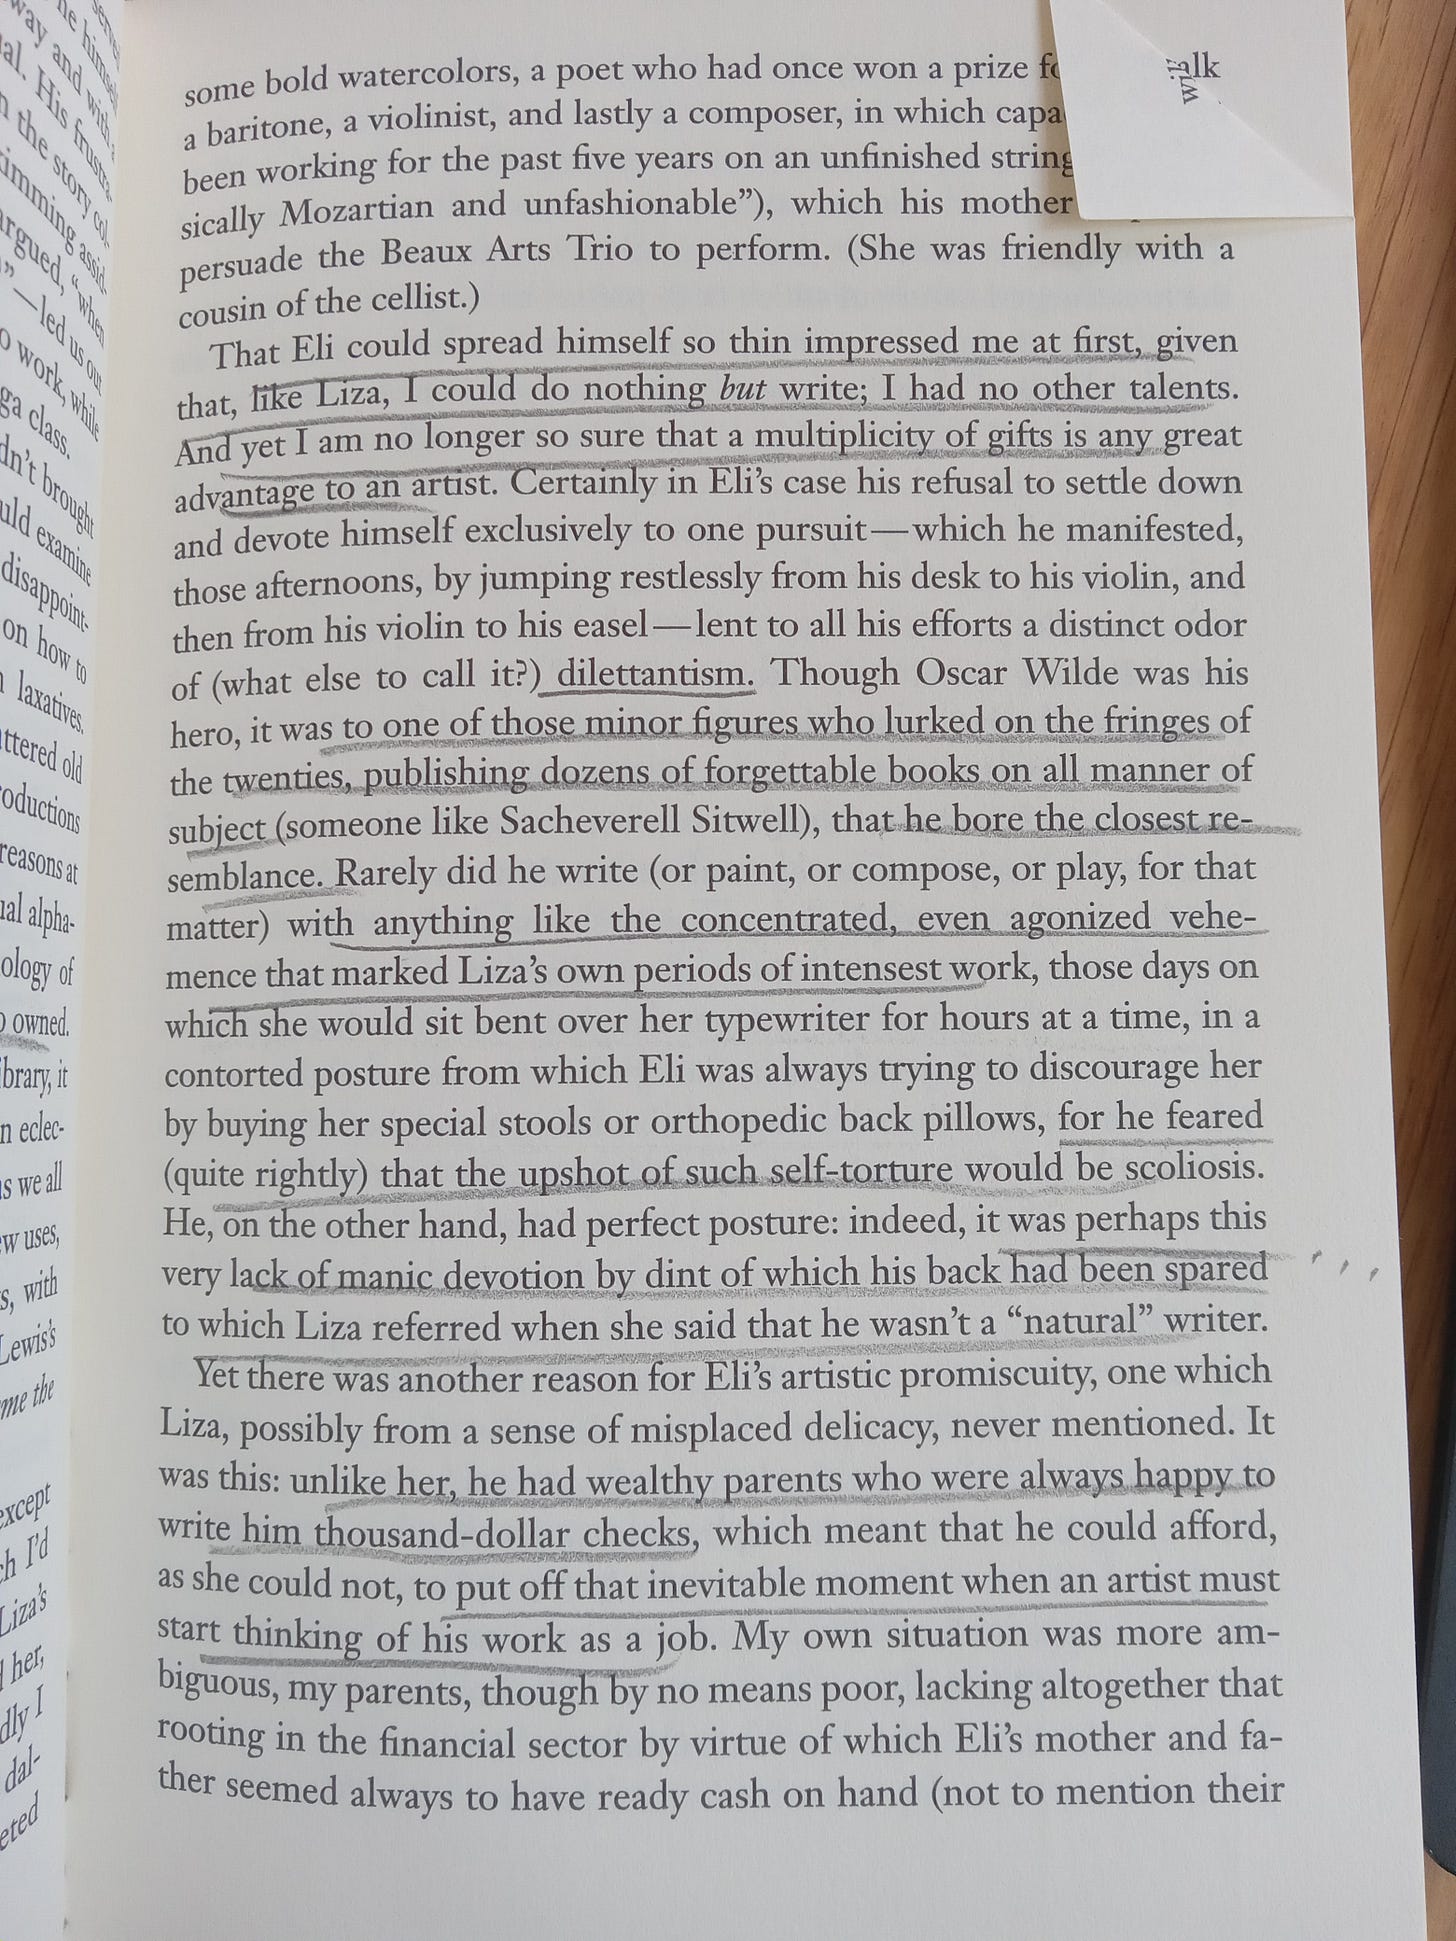 some bold watercolors, a poet who had once won a prize
a baritone, a violinist, and lastly a composer, in which
been working for the past five years on an unfinished
sically Mozartian and unfashionable”), which his mother
persuade the Beaux Arts Trio to perform. (She was friendly with a
cousin of the cellist.)
That Eli could spread himself so thin impressed me at first, given
that, like Liza, I could do nothing but write; I had no other talents.
And yet I am no longer so sure that a multiplicity of gifts is any great
advantage to an artist. Certainly in Eli’s case his refusal to settle down
and devote himself exclusively to one pursuit—which he manifested,
those afternoons, by jumping restlessly from his desk to his violin, and
then from his violin to his easel—lent to all his efforts a distinct odor
of (what else to call it?) dilettantism. Though Oscar Wilde was his
hero, it was to one of those minor figures who lurked on the fringes of
the twenties, publishing dozens of forgettable books on all manner of
subject (someone like Sacheverell Sitwell), that he bore the closest re-
semblance. Rarely did he write (or paint, or compose, or play, for that
matter) with anything like the concentrated, even agonized vehe-
mence that marked Liza’s own periods of intensest work, those days on
which she would sit bent over her typewriter for hours at a time, in a
contorted posture from which Eli was always trying to discourage her
by buying her special stools or orthopedic back pillows, for he feared
(quite rightly) that the upshot of such self-torture would be scoliosis.
He, on the other hand, had perfect posture: indeed, it was perhaps this
very lack of manic devotion by dint of which his back had been spared
to which Liza referred when she said that he wasn’t a “natural” writer.
Yet there was another reason for Eli’s artistic promiscuity, one which
Liza, possibly from a sense of misplaced delicacy, never mentioned. It
was this: unlike her, he had wealthy parents who were always happy to
write him thousand-dollar checks, which meant that he could afford,
as she could not, to put off that inevitable moment when an artist must
start thinking of his work as a job. My own situation was more am-
biguous, my parents, though by no means poor, lacking altogether that
rooting in the financial sector by virtue of which Eli’s mother and fa-
ther seemed always to have ready cash on hand (not to mention their